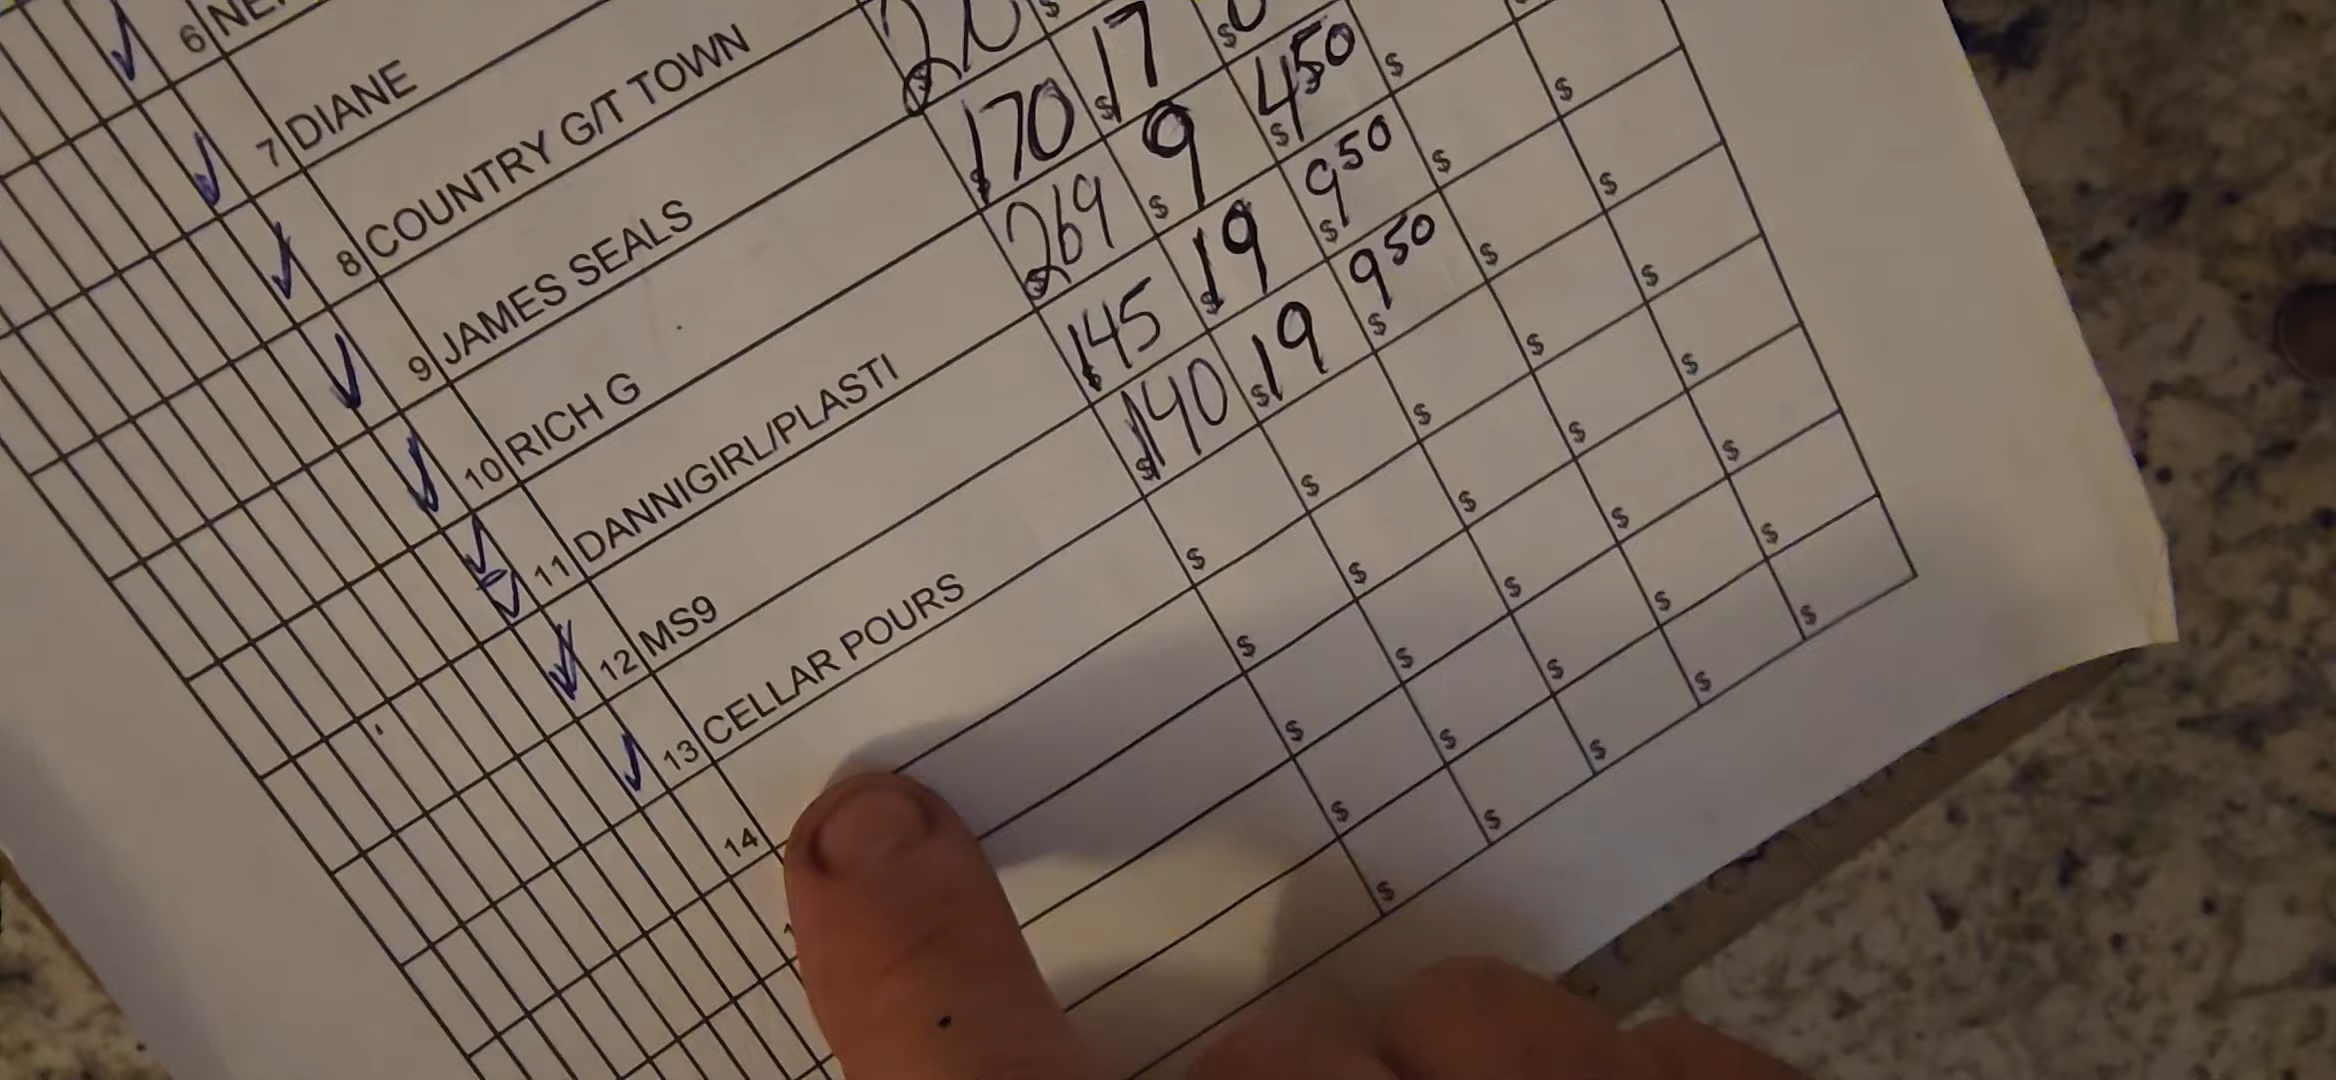 6
7 DIANE
8 COUNTRY G/T TOWN
9 JAMES SEALS $ $
10 RICH G $170 $17 $
11 DANNIGIRL/PLASTI $269 $9 $4 50 $
12 MS9 $145 $19 $9 50 $ $
13 CELLAR POURS $140 $19 $9 50 $ $
14 $ $ $ $ $
$ $ $ $ $
$ $ $ $ $
$ $ $ $ $
$ $ $ $ $